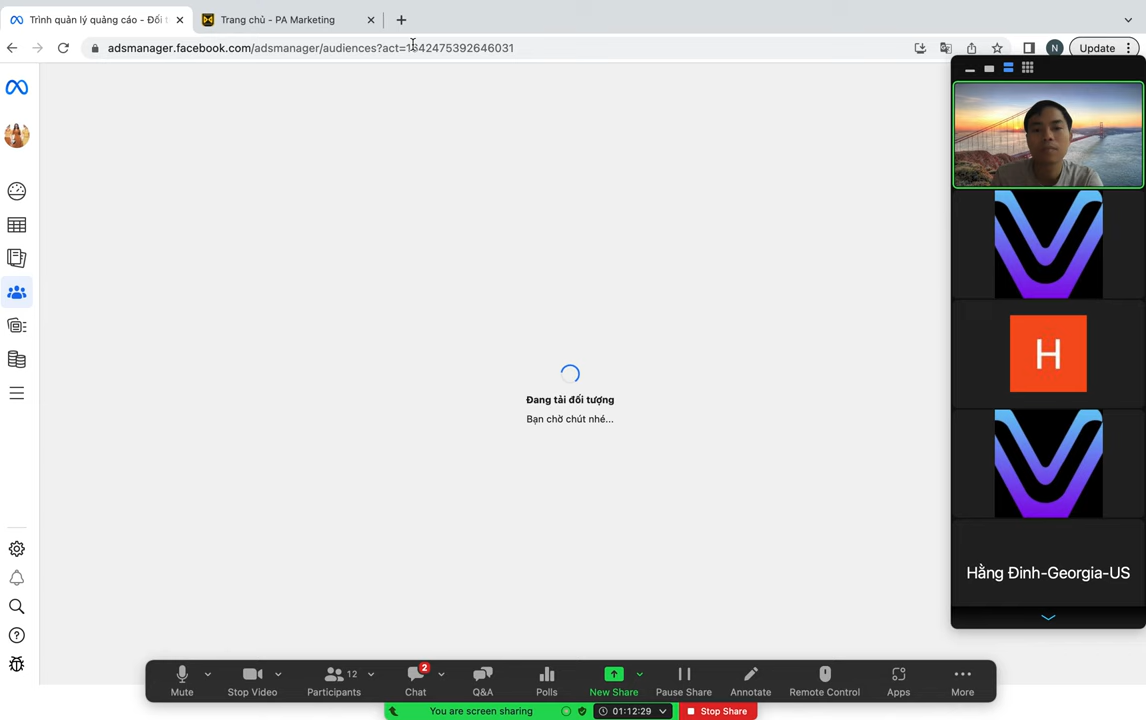 Trình quản lý quảng cáo - Đối t
Trang chủ - PA Marketing
adsmanager.facebook.com/adsmanager/audiences?act=1642475392646031
N
Update
Đang tải đối tượng
Bạn chờ chút nhé...
H
Hằng Đinh-Georgia-US
12
2
Mute
Stop Video
Participants
Chat
Q&A
Polls
New Share
Pause Share
Annotate
Remote Control
Apps
More
You are screen sharing
01:12:29
Stop Share